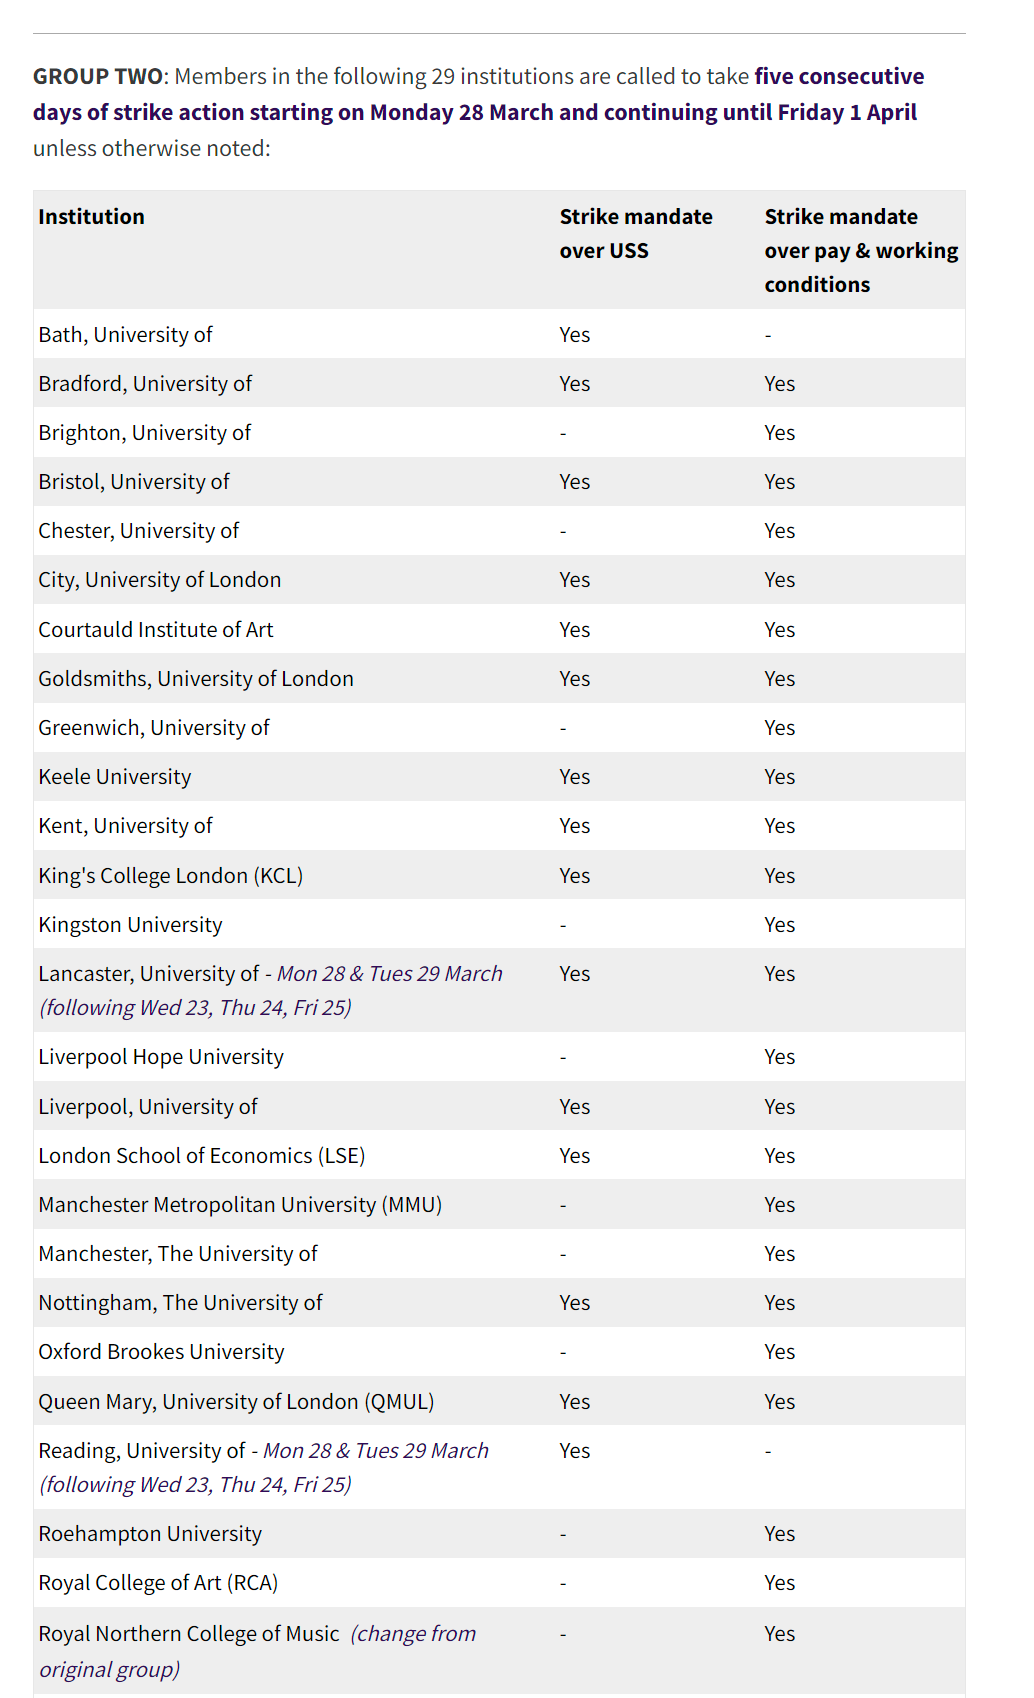 GROUP TWO: Members in the following 29 institutions are called to take five consecutive
days of strike action starting on Monday 28 March and continuing until Friday 1 April
unless otherwise noted:
Institution Strike mandate over USS Strike mandate over pay & working conditions
Bath, University of Yes -
Bradford, University of Yes Yes
Brighton, University of - Yes
Bristol, University of Yes Yes
Chester, University of - Yes
City, University of London Yes Yes
Courtauld Institute of Art Yes Yes
Goldsmiths, University of London Yes Yes
Greenwich, University of - Yes
Keele University Yes Yes
Kent, University of Yes Yes
King's College London (KCL) Yes Yes
Kingston University - Yes
Lancaster, University of - Mon 28 & Tues 29 March Yes Yes
(following Wed 23, Thu 24, Fri 25)
Liverpool Hope University - Yes
Liverpool, University of Yes Yes
London School of Economics (LSE) Yes Yes
Manchester Metropolitan University (MMU) - Yes
Manchester, The University of - Yes
Nottingham, The University of Yes Yes
Oxford Brookes University - Yes
Queen Mary, University of London (QMUL) Yes Yes
Reading, University of - Mon 28 & Tues 29 March Yes -
(following Wed 23, Thu 24, Fri 25)
Roehampton University - Yes
Royal College of Art (RCA) - Yes
Royal Northern College of Music (change from - Yes
original group)